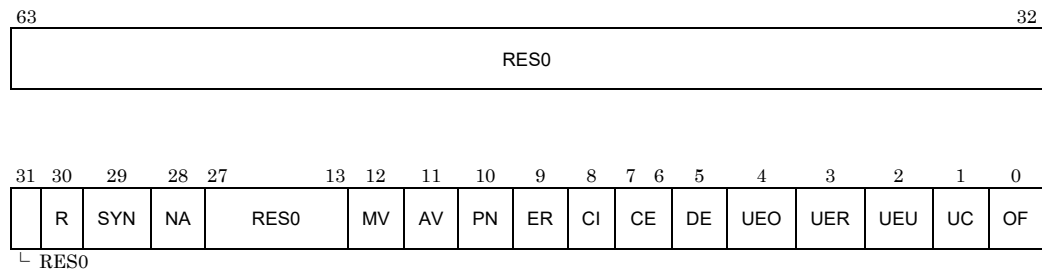 63 32
RES0
31 30 29 28 27 13 12 11 10 9 8 7 6 5 4 3 2 1 0
R SYN NA RES0 MV AV PN ER CI CE DE UEO UER UEU UC OF
RES0